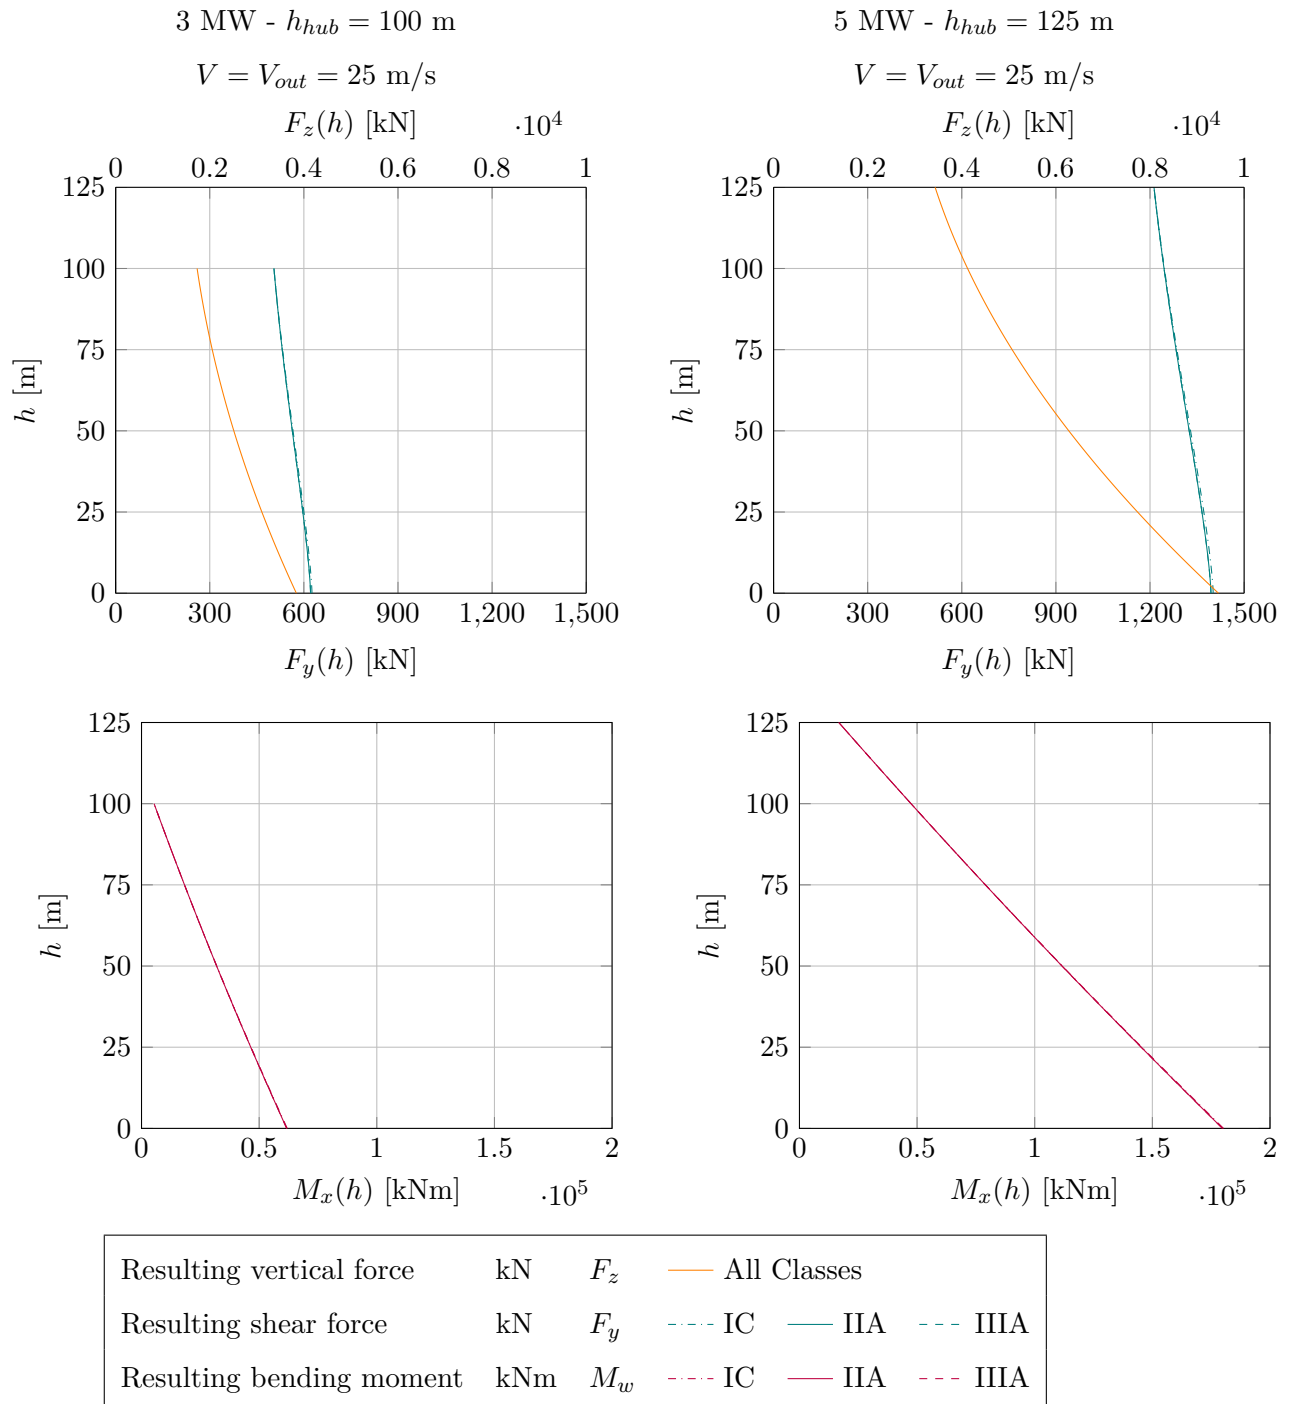 3 MW - h_hub = 100 m 5 MW - h_hub = 125 m
V = V_out = 25 m/s V = V_out = 25 m/s
F_z(h) [kN] ·10^4 F_z(h) [kN] ·10^4
0 0.2 0.4 0.6 0.8 1 0 0.2 0.4 0.6 0.8 1
125 125
100 100
75 75
h [m] h [m]
50 50
25 25
0 0
0 300 600 900 1,200 1,500 0 300 600 900 1,200 1,500
F_y(h) [kN] F_y(h) [kN]
125 125
100 100
75 75
h [m] h [m]
50 50
25 25
0 0
0 0.5 1 1.5 2 0 0.5 1 1.5 2
M_x(h) [kNm] ·10^5 M_x(h) [kNm] ·10^5
Resulting vertical force kN F_z All Classes
Resulting shear force kN F_y IC IIA IIIA
Resulting bending moment kNm M_w IC IIA IIIA